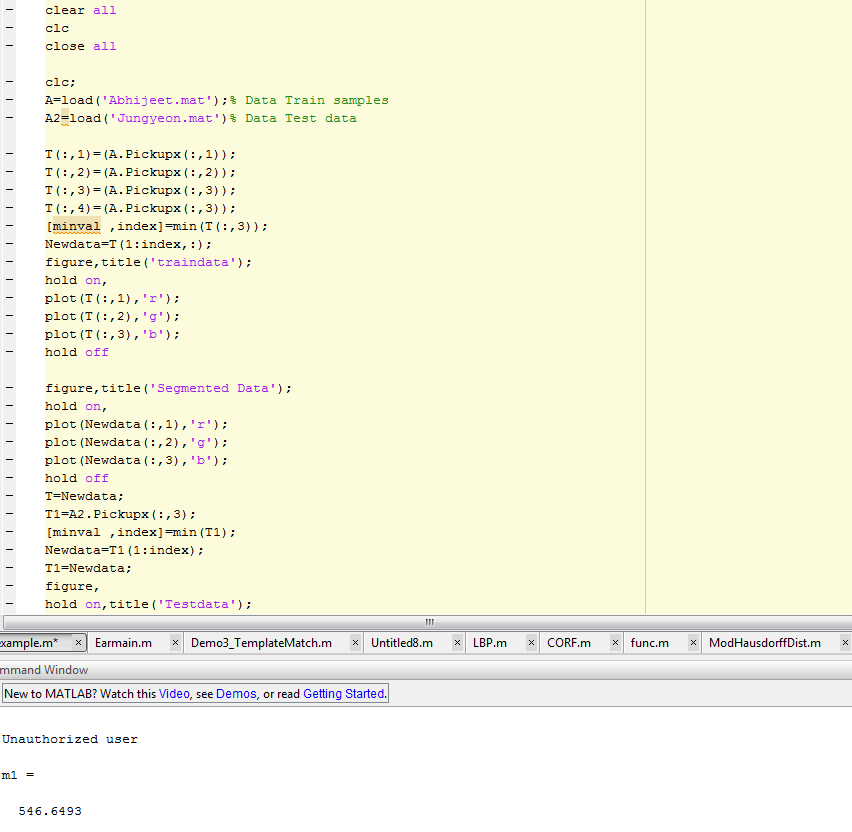 clear all
clc
close all
clc;
A=load('Abhijeet.mat');% Data Train samples
A2=load('Jungyeon.mat')% Data Test data
T(:,1)=(A.Pickupx(:,1));
T(:,2)=(A.Pickupx(:,2));
T(:,3)=(A.Pickupx(:,3));
T(:,4)=(A.Pickupx(:,3));
[minval ,index]=min(T(:,3));
Newdata=T(1:index,:);
figure,title('traindata');
hold on,
plot(T(:,1),'r');
plot(T(:,2),'g');
plot(T(:,3),'b');
hold off
figure,title('Segmented Data');
hold on,
plot(Newdata(:,1),'r');
plot(Newdata(:,2),'g');
plot(Newdata(:,3),'b');
hold off
T=Newdata;
T1=A2.Pickupx(:,3);
[minval ,index]=min(T1);
Newdata=T1(1:index);
T1=Newdata;
figure,
hold on,title('Testdata');
example.m* × Earmain.m × Demo3_TemplateMatch.m × Untitled8.m × LBP.m × CORF.m × func.m × ModHausdorffDist.m ×
mmand Window
New to MATLAB? Watch this Video, see Demos, or read Getting Started.
Unauthorized user
m1 =
546.6493